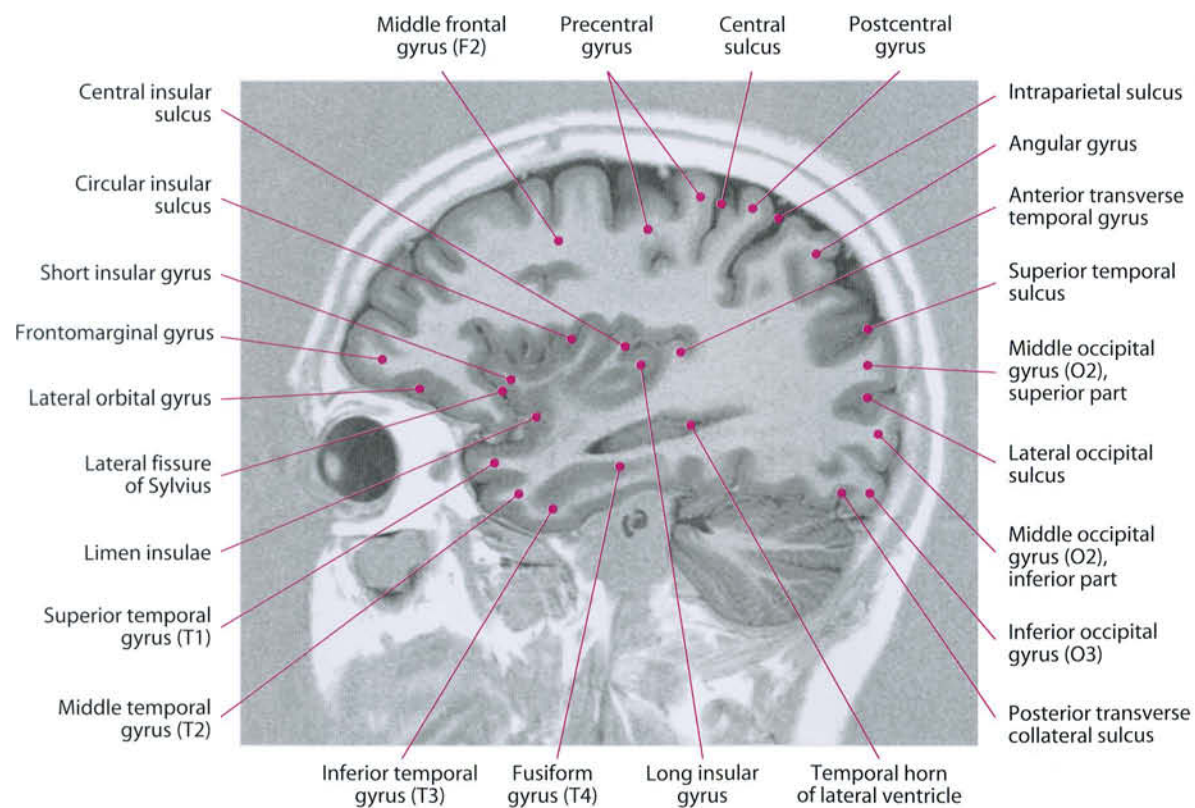 Middle frontal
gyrus (F2)
Precentral
gyrus
Central
sulcus
Postcentral
gyrus
Central insular
sulcus
Circular insular
sulcus
Short insular gyrus
Frontomarginal gyrus
Lateral orbital gyrus
Lateral fissure
of Sylvius
Limen insulae
Superior temporal
gyrus (T1)
Middle temporal
gyrus (T2)
Intraparietal sulcus
Angular gyrus
Anterior transverse
temporal gyrus
Superior temporal
sulcus
Middle occipital
gyrus (O2),
superior part
Lateral occipital
sulcus
Middle occipital
gyrus (O2),
inferior part
Inferior occipital
gyrus (O3)
Posterior transverse
collateral sulcus
Inferior temporal
gyrus (T3)
Fusiform
gyrus (T4)
Long insular
gyrus
Temporal horn
of lateral ventricle